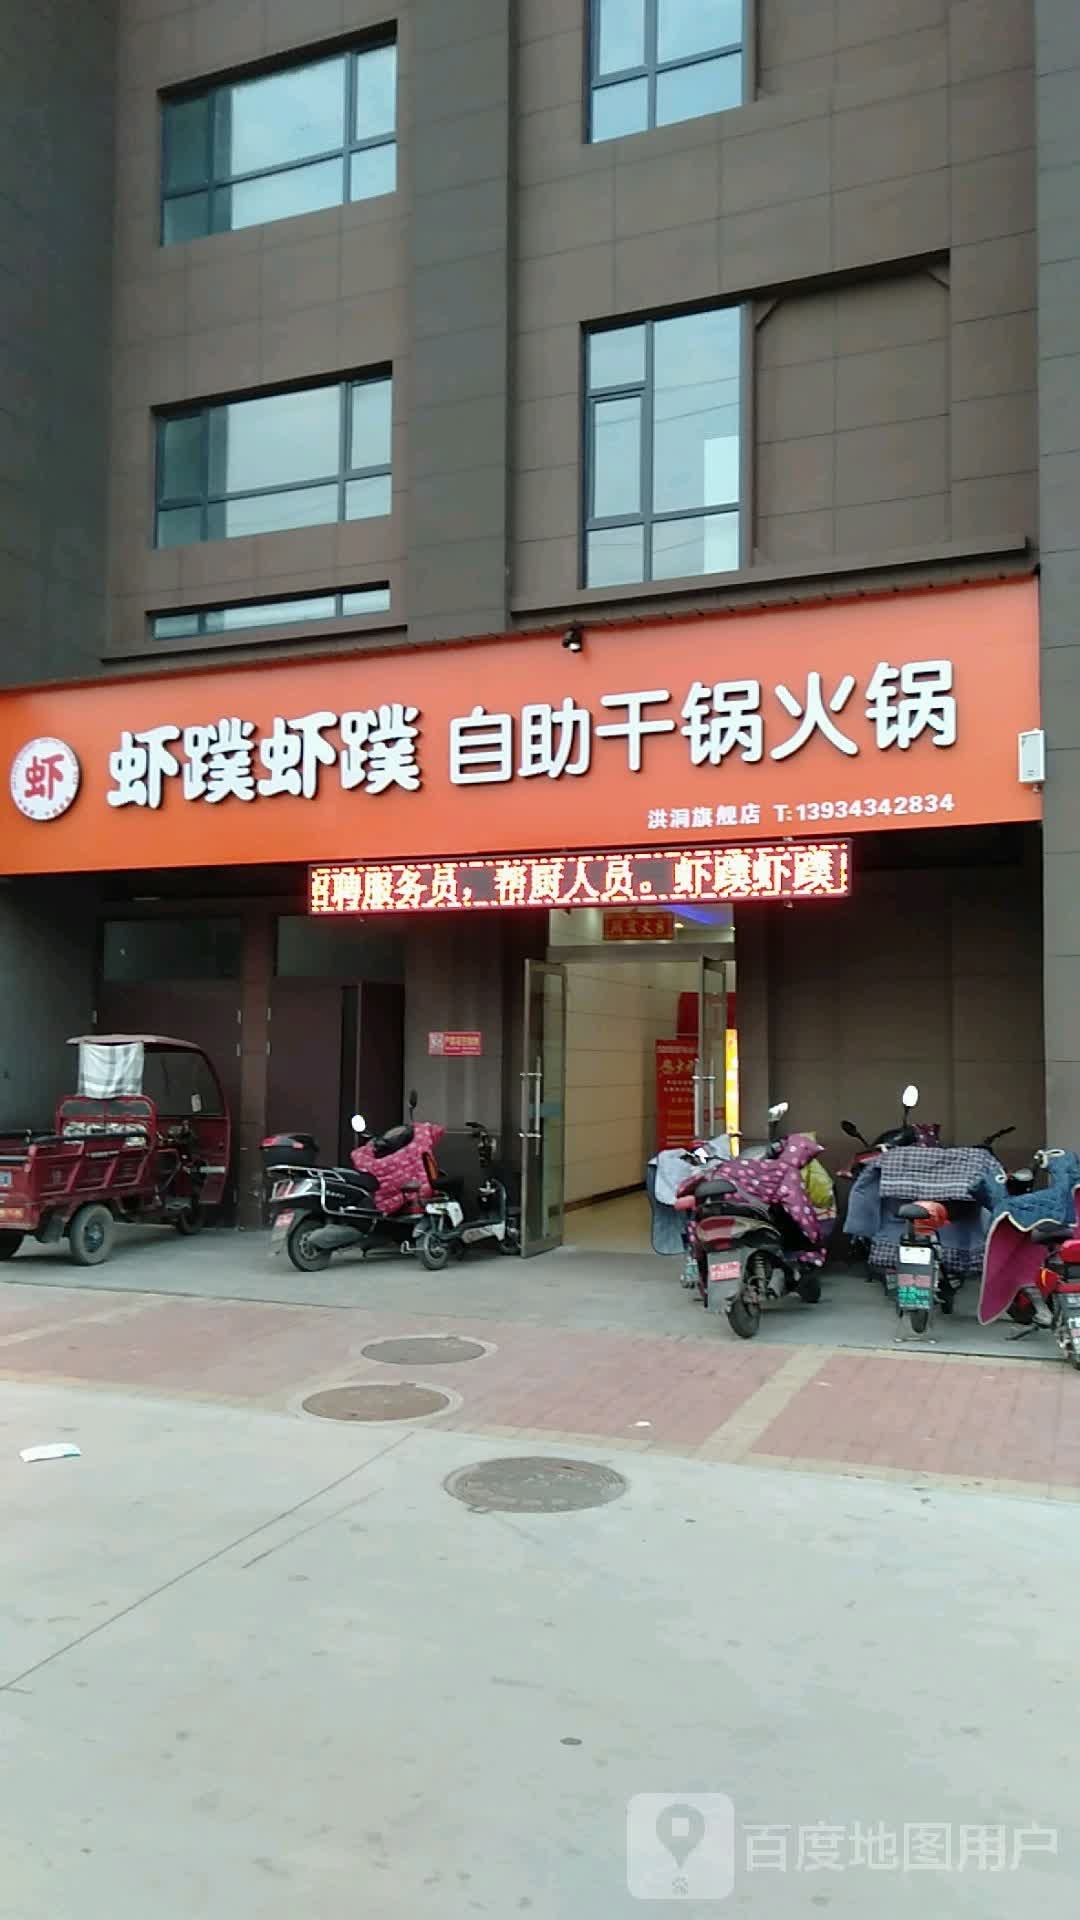 虾
虾蹼虾蹼 自助干锅火锅
洪洞旗舰店 T:13934342834
招聘服务员，帮厨人员。虾蹼虾蹼
百度地图用户